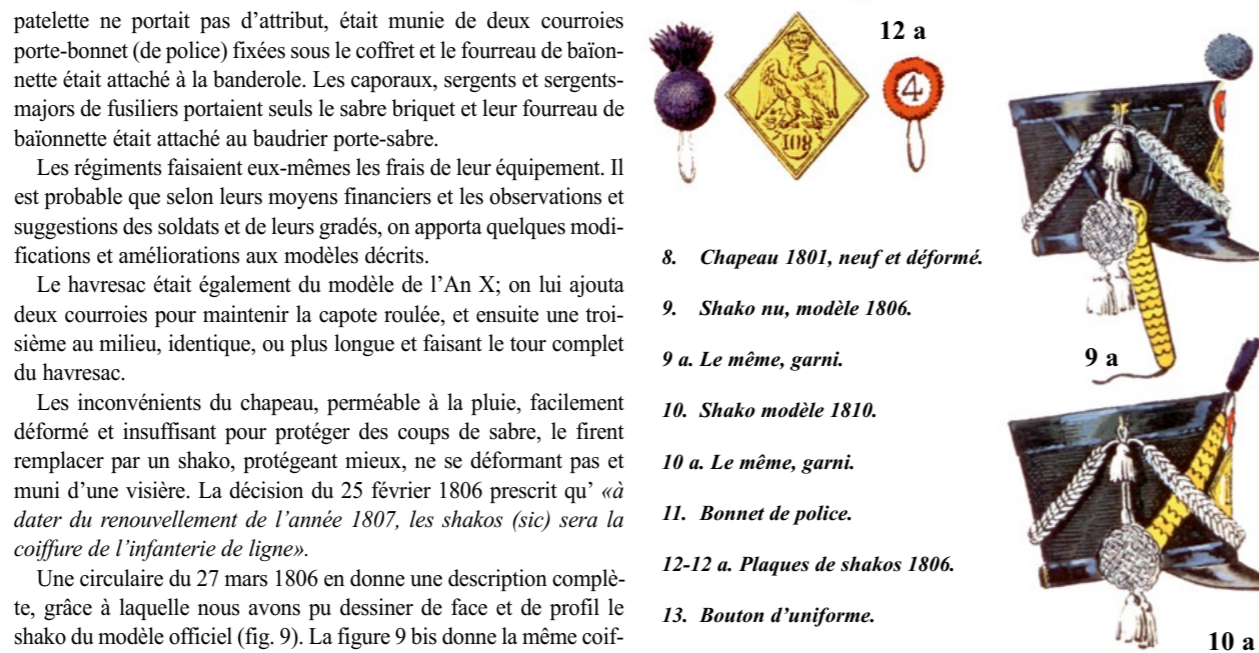 patelette ne portait pas d’attribut, était munie de deux courroies
porte-bonnet (de police) fixées sous le coffret et le fourreau de baïon-
nette était attaché à la banderole. Les caporaux, sergents et sergents-
majors de fusiliers portaient seuls le sabre briquet et leur fourreau de
baïonnette était attaché au baudrier porte-sabre.
Les régiments faisaient eux-mêmes les frais de leur équipement. Il
est probable que selon leurs moyens financiers et les observations et
suggestions des soldats et de leurs gradés, on apporta quelques modi-
fications et améliorations aux modèles décrits.
Le havresac était également du modèle de l’An X; on lui ajouta
deux courroies pour maintenir la capote roulée, et ensuite une troi-
sième au milieu, identique, ou plus longue et faisant le tour complet
du havresac.
Les inconvénients du chapeau, perméable à la pluie, facilement
déformé et insuffisant pour protéger des coups de sabre, le firent
remplacer par un shako, protégeant mieux, ne se déformant pas et
muni d’une visière. La décision du 25 février 1806 prescrit qu’ «à
dater du renouvellement de l’année 1807, les shakos (sic) sera la
coiffure de l’infanterie de ligne».
Une circulaire du 27 mars 1806 en donne une description complè-
te, grâce à laquelle nous avons pu dessiner de face et de profil le
shako du modèle officiel (fig. 9). La figure 9 bis donne la même coif-
12 a
108
4
8. Chapeau 1801, neuf et déformé.
9. Shako nu, modèle 1806.
9 a. Le même, garni.
10. Shako modèle 1810.
10 a. Le même, garni.
11. Bonnet de police.
12-12 a. Plaques de shakos 1806.
13. Bouton d’uniforme.
9 a
10 a